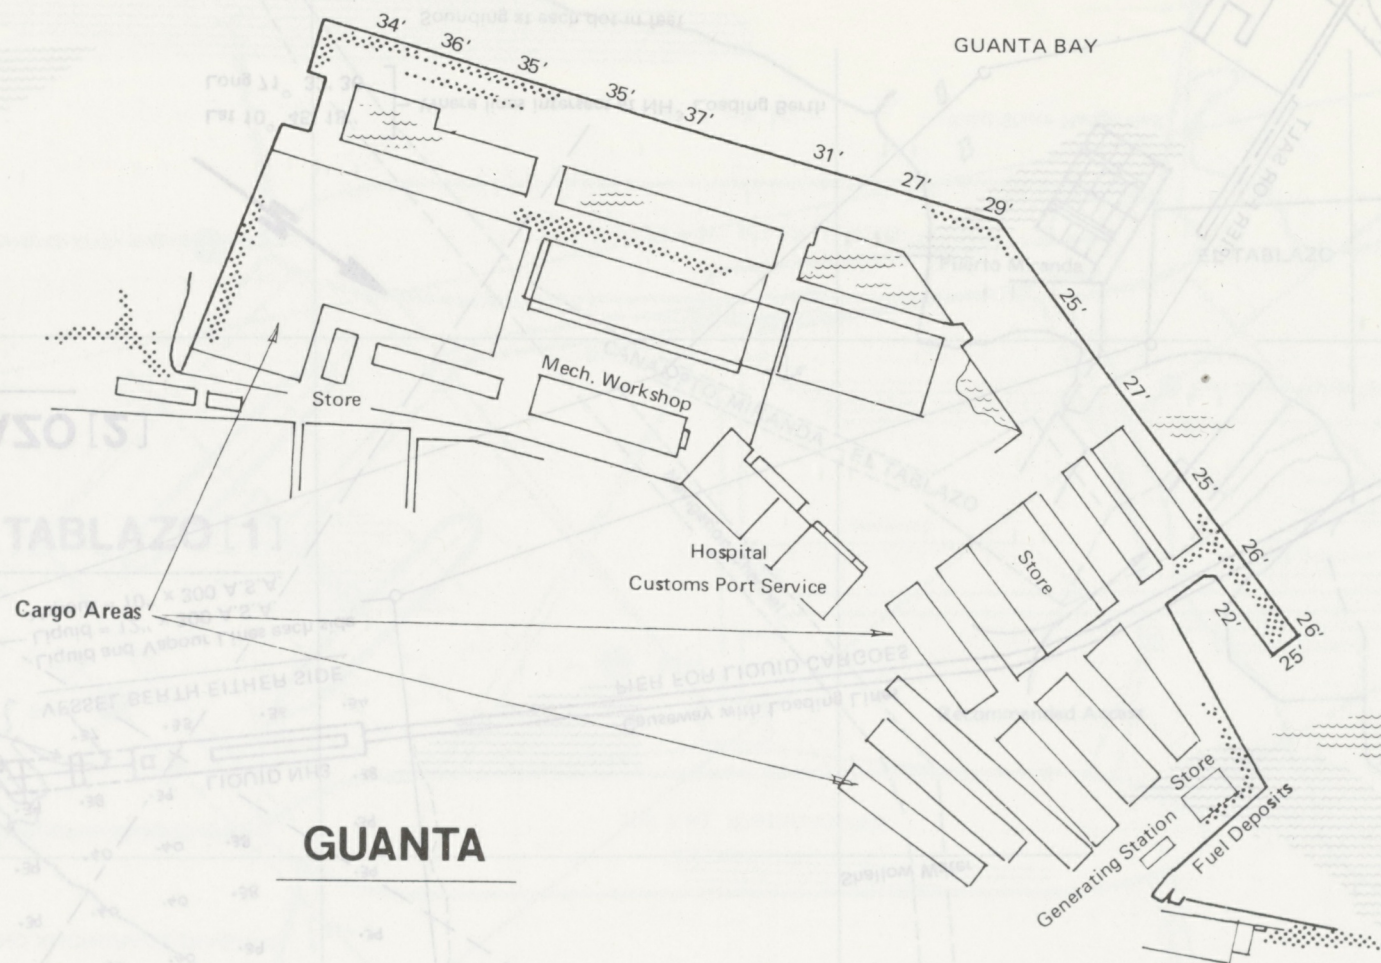 GUANTA BAY
34'
36'
35'
35'
37'
31'
27'
29'
25'
27'
25'
26'
26'
25'
22'
Store
Mech. Workshop
Hospital
Customs Port Service
Store
Cargo Areas
Store
Generating Station
Fuel Deposits
GUANTA